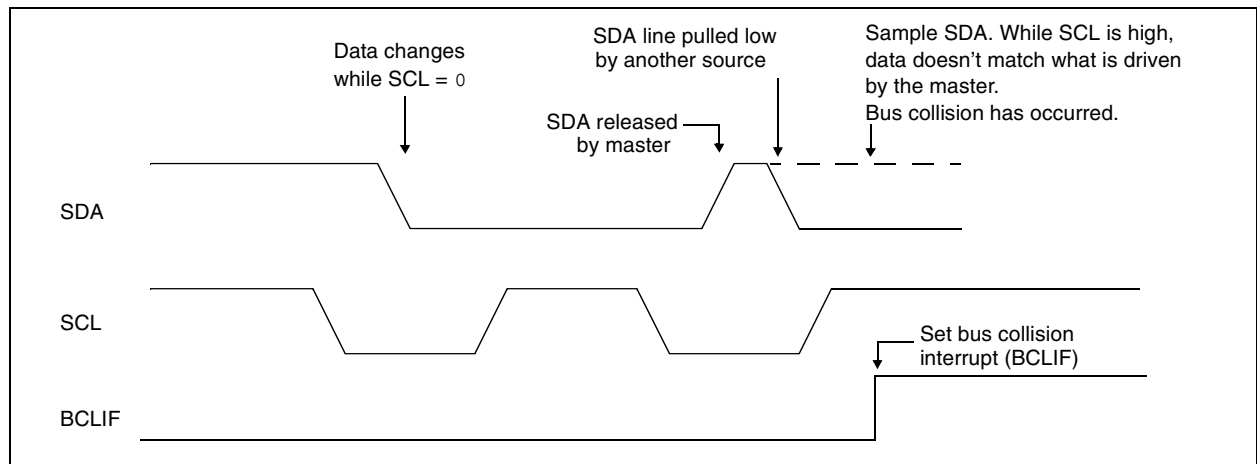 Data changes
while SCL = 0
SDA line pulled low
by another source
Sample SDA. While SCL is high,
data doesn't match what is driven
by the master.
Bus collision has occurred.
SDA released
by master
SDA
SCL
Set bus collision
interrupt (BCLIF)
BCLIF